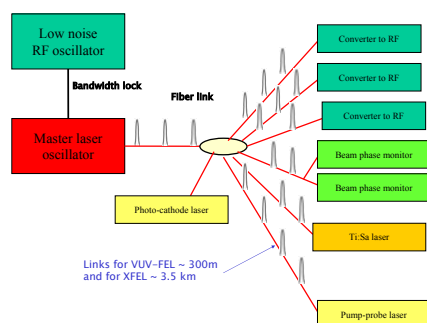 Low noise
RF oscillator
Bandwidth lock
Fiber link
Master laser
oscillator
Converter to RF
Converter to RF
Converter to RF
Beam phase monitor
Beam phase monitor
Photo-cathode laser
Ti:Sa laser
Links for VUV-FEL ~ 300m
and for XFEL ~ 3.5 km
Pump-probe laser